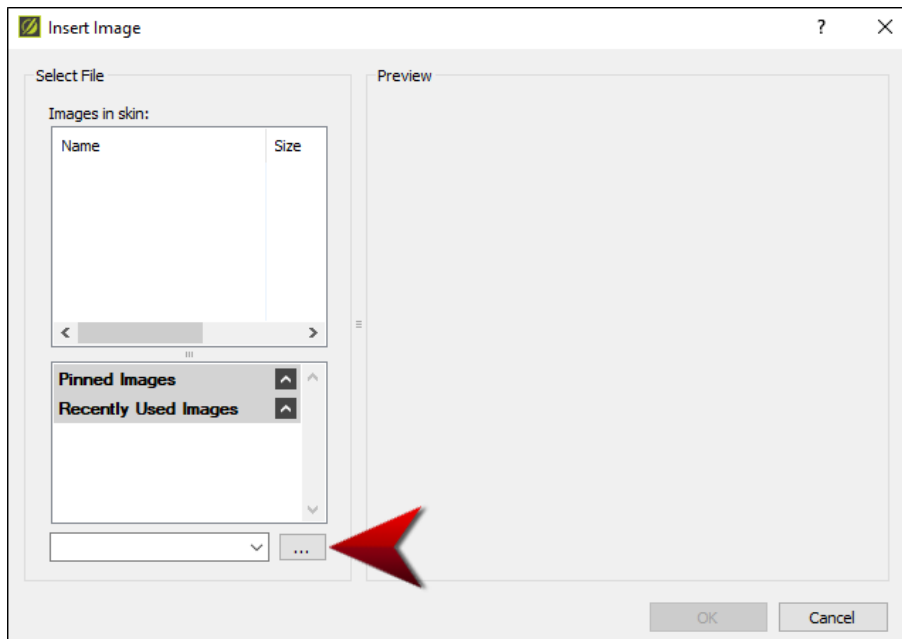 Insert Image
?
Select File
Images in skin:
Name Size
Pinned Images
Recently Used Images
...
Preview
OK Cancel